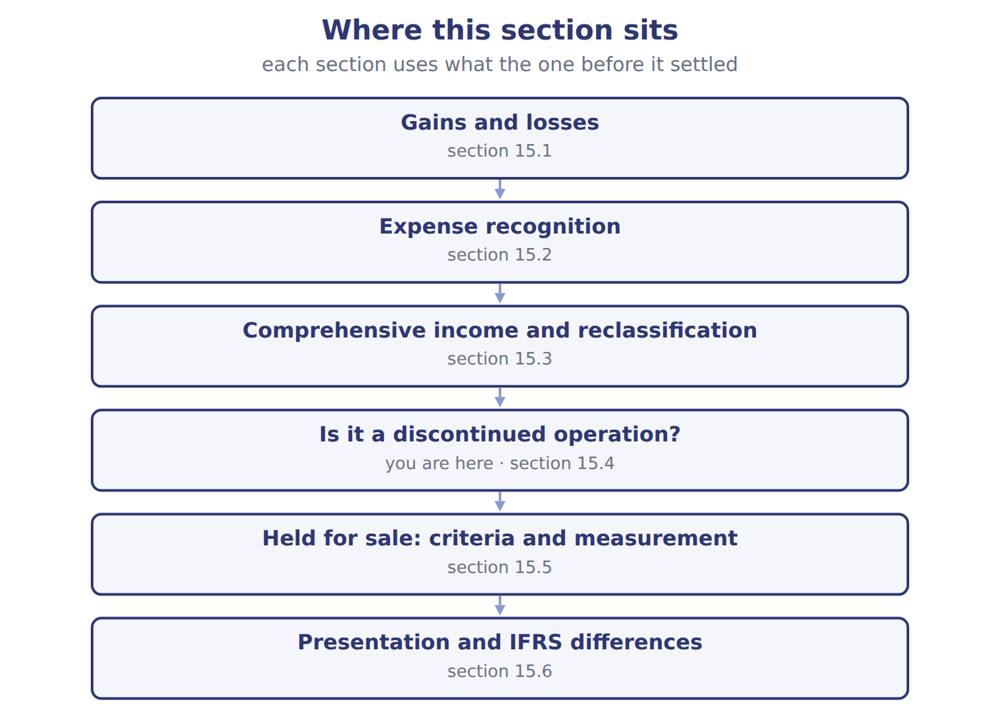 Where this section sits
each section uses what the one before it settled
Gains and losses
section 15.1
Expense recognition
section 15.2
Comprehensive income and reclassification
section 15.3
Is it a discontinued operation?
you are here · section 15.4
Held for sale: criteria and measurement
section 15.5
Presentation and IFRS differences
section 15.6